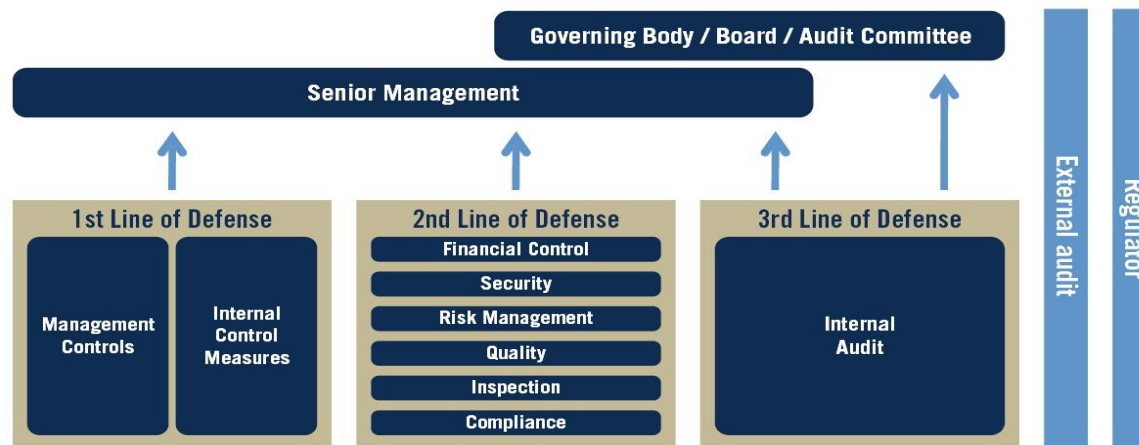 Governing Body / Board / Audit Committee
Senior Management
1st Line of Defense
Management
Controls
Internal
Control
Measures
2nd Line of Defense
Financial Control
Security
Risk Management
Quality
Inspection
Compliance
3rd Line of Defense
Internal
Audit
External audit
Regulator